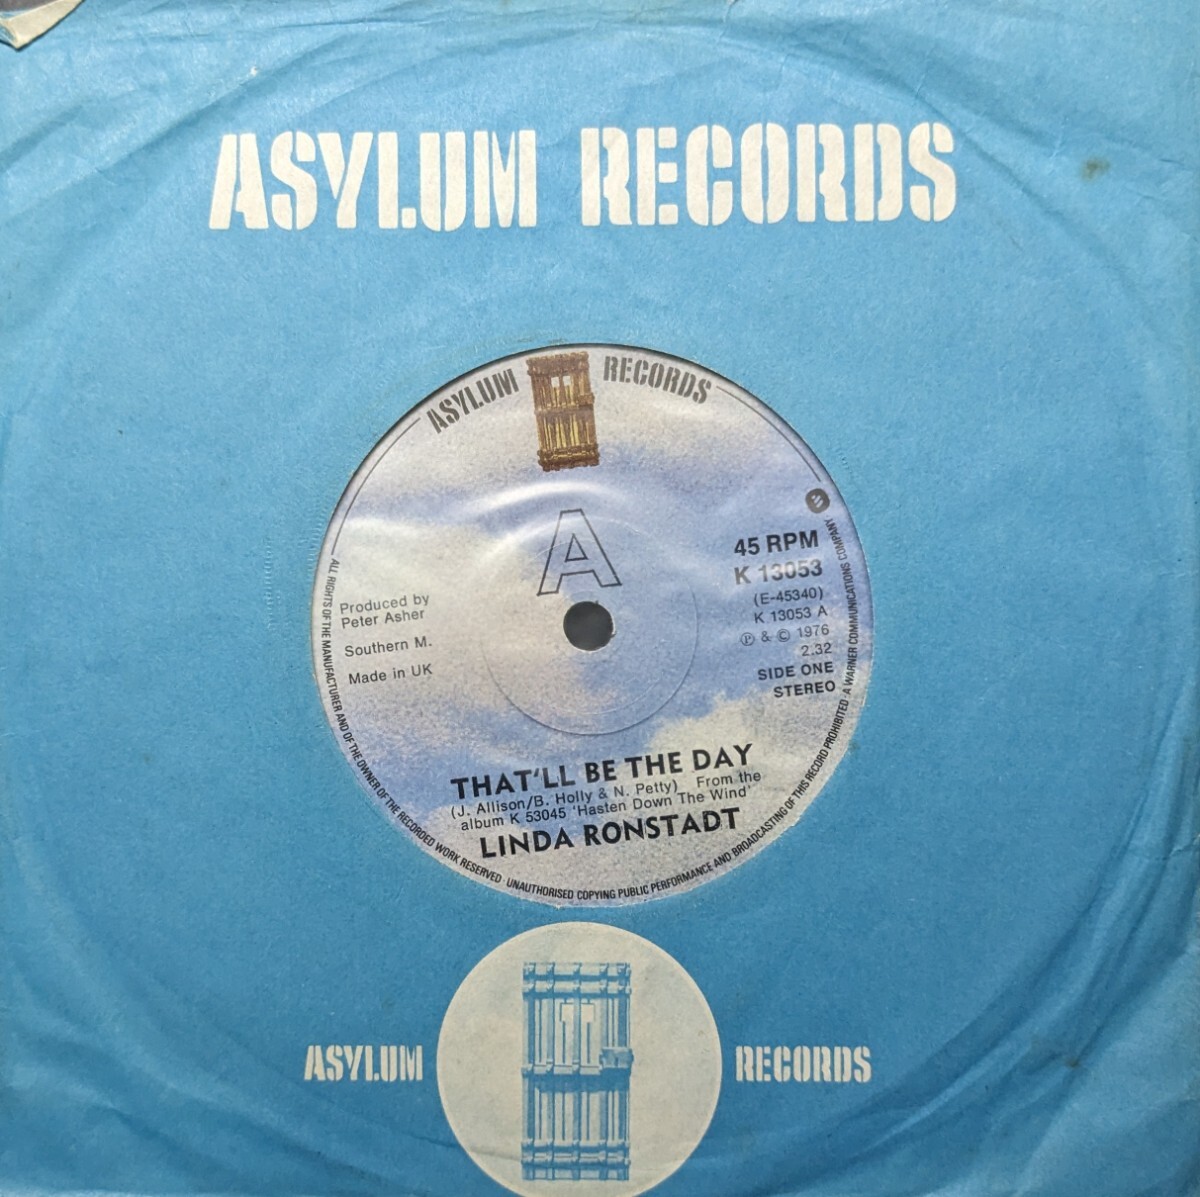 ASYLUM RECORDS
ASYLUM RECORDS
A
45 RPM
K 13053
(E-45340)
K 13053 A
℗ & © 1976
2.32
SIDE ONE
STEREO
Produced by
Peter Asher
Southern M.
Made in UK
THAT'LL BE THE DAY
(J. Allison/B. Holly & N. Petty) From the
album K 53045 'Hasten Down The Wind'
LINDA RONSTADT
ALL RIGHTS OF THE MANUFACTURER AND OF THE OWNER OF THE RECORDED WORK RESERVED · UNAUTHORISED COPYING PUBLIC PERFORMANCE AND BROADCASTING OF THIS RECORD PROHIBITED · A WARNER COMMUNICATIONS COMPANY
ASYLUM RECORDS